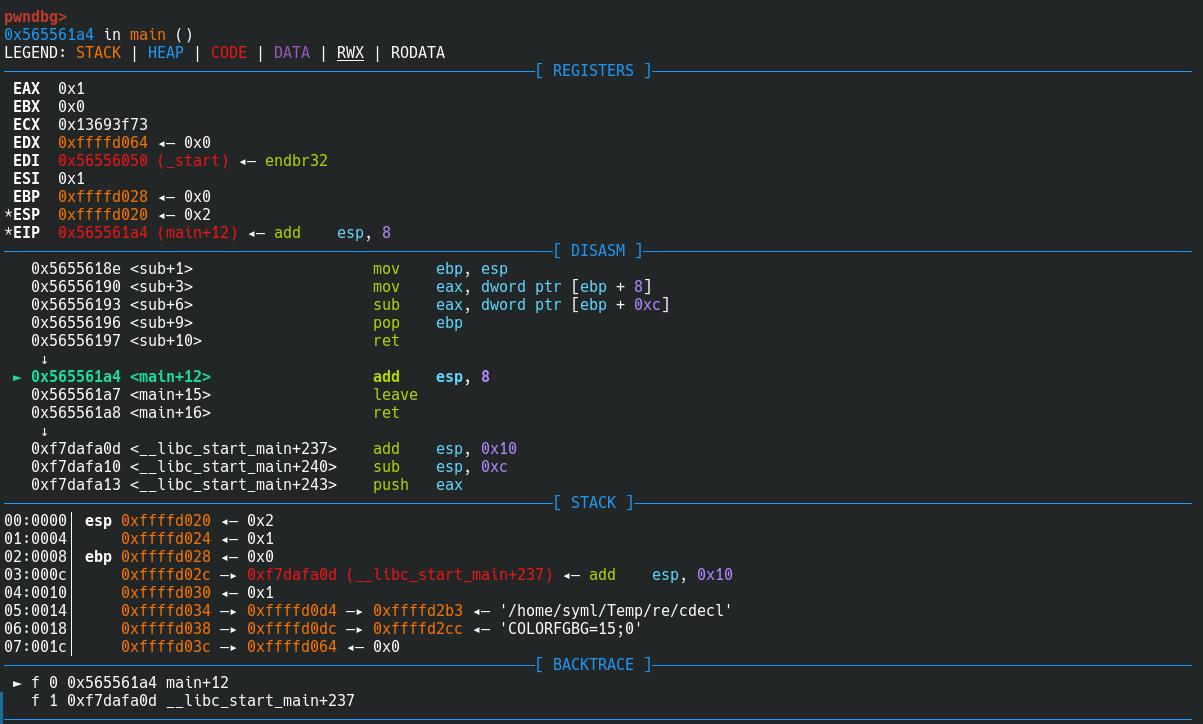 pwndbg>
0x565561a4 in main ()
LEGEND: STACK | HEAP | CODE | DATA | RWX | RODATA
[ REGISTERS ]
EAX  0x1
EBX  0x0
ECX  0x13693f73
EDX  0xffffd064 ◂— 0x0
EDI  0x56556050 (_start) ◂— endbr32
ESI  0x1
EBP  0xffffd028 ◂— 0x0
*ESP  0xffffd020 ◂— 0x2
*EIP  0x565561a4 (main+12) ◂— add    esp, 8
[ DISASM ]
0x5655618e <sub+1>                    mov    ebp, esp
0x56556190 <sub+3>                    mov    eax, dword ptr [ebp + 8]
0x56556193 <sub+6>                    sub    eax, dword ptr [ebp + 0xc]
0x56556196 <sub+9>                    pop    ebp
0x56556197 <sub+10>                   ret
↓
► 0x565561a4 <main+12>                  add    esp, 8
0x565561a7 <main+15>                  leave
0x565561a8 <main+16>                  ret
↓
0xf7dafa0d <__libc_start_main+237>    add    esp, 0x10
0xf7dafa10 <__libc_start_main+240>    sub    esp, 0xc
0xf7dafa13 <__libc_start_main+243>    push   eax
[ STACK ]
00:0000│ esp 0xffffd020 ◂— 0x2
01:0004│     0xffffd024 ◂— 0x1
02:0008│ ebp 0xffffd028 ◂— 0x0
03:000c│     0xffffd02c —▸ 0xf7dafa0d (__libc_start_main+237) ◂— add    esp, 0x10
04:0010│     0xffffd030 ◂— 0x1
05:0014│     0xffffd034 —▸ 0xffffd0d4 —▸ 0xffffd2b3 ◂— '/home/syml/Temp/re/cdecl'
06:0018│     0xffffd038 —▸ 0xffffd0dc —▸ 0xffffd2cc ◂— 'COLORFGBG=15;0'
07:001c│     0xffffd03c —▸ 0xffffd064 ◂— 0x0
[ BACKTRACE ]
► f 0 0x565561a4 main+12
f 1 0xf7dafa0d __libc_start_main+237